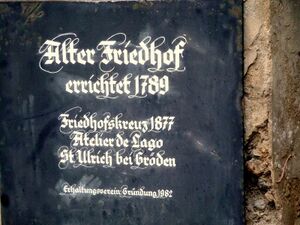 Alter Friedhof
errichtet 1789
Friedhofskreuz 1877
Atelier de Lago
St Ulrich bei Gröden
Erhaltungsverein: Gründung 1982